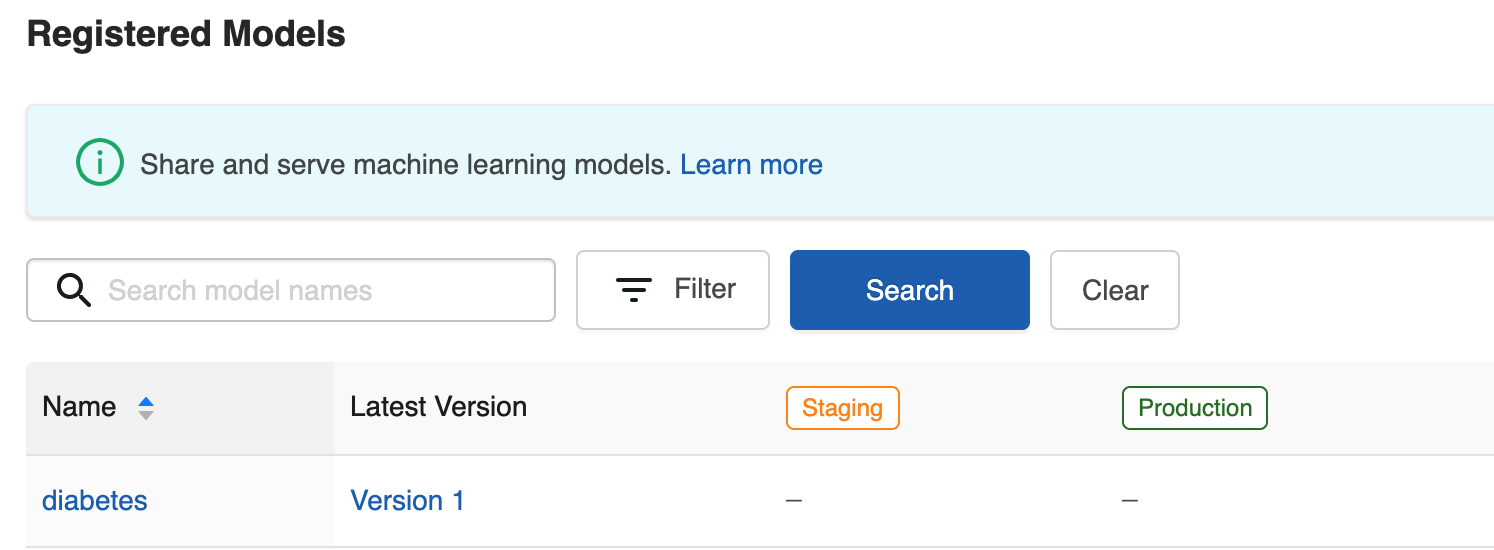 Registered Models
Share and serve machine learning models. Learn more
Search model names Filter Search Clear
Name Latest Version Staging Production
diabetes Version 1 – –